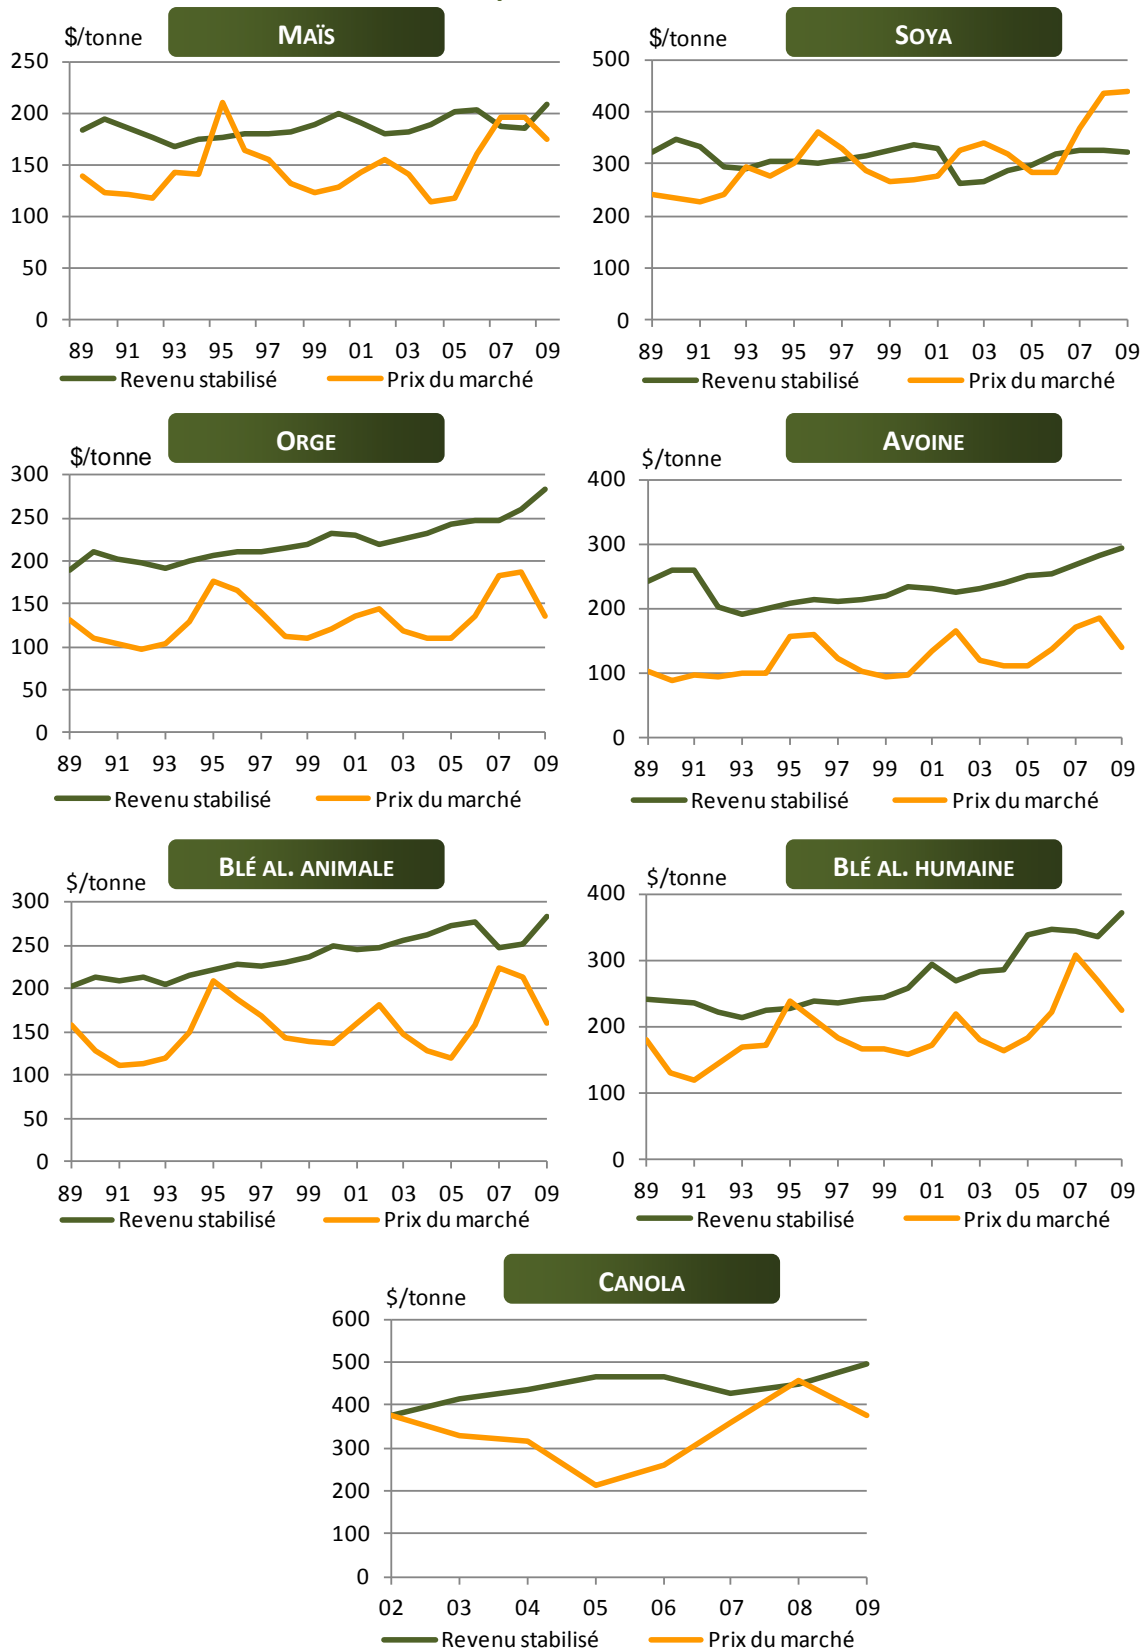 $/tonne
MAÏS
250
200
150
100
50
0
89 91 93 95 97 99 01 03 05 07 09
Revenu stabilisé Prix du marché
$/tonne
SOYA
500
400
300
200
100
0
89 91 93 95 97 99 01 03 05 07 09
Revenu stabilisé Prix du marché
$/tonne
ORGE
300
250
200
150
100
50
0
89 91 93 95 97 99 01 03 05 07 09
Revenu stabilisé Prix du marché
$/tonne
AVOINE
400
300
200
100
0
89 91 93 95 97 99 01 03 05 07 09
Revenu stabilisé Prix du marché
$/tonne
BLÉ AL. ANIMALE
300
250
200
150
100
50
0
89 91 93 95 97 99 01 03 05 07 09
Revenu stabilisé Prix du marché
$/tonne
BLÉ AL. HUMAINE
400
300
200
100
0
89 91 93 95 97 99 01 03 05 07 09
Revenu stabilisé Prix du marché
$/tonne
CANOLA
600
500
400
300
200
100
0
02 03 04 05 06 07 08 09
Revenu stabilisé Prix du marché